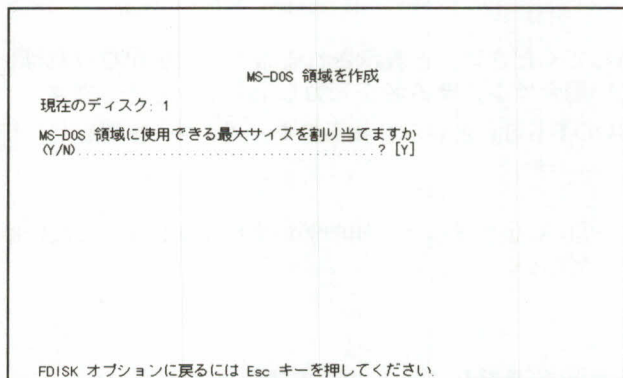 MS-DOS 領域を作成
現在のディスク: 1
MS-DOS 領域に使用できる最大サイズを割り当てますか
(Y/N).......................................? [Y]
FDISK オプションに戻るには Esc キーを押してください.